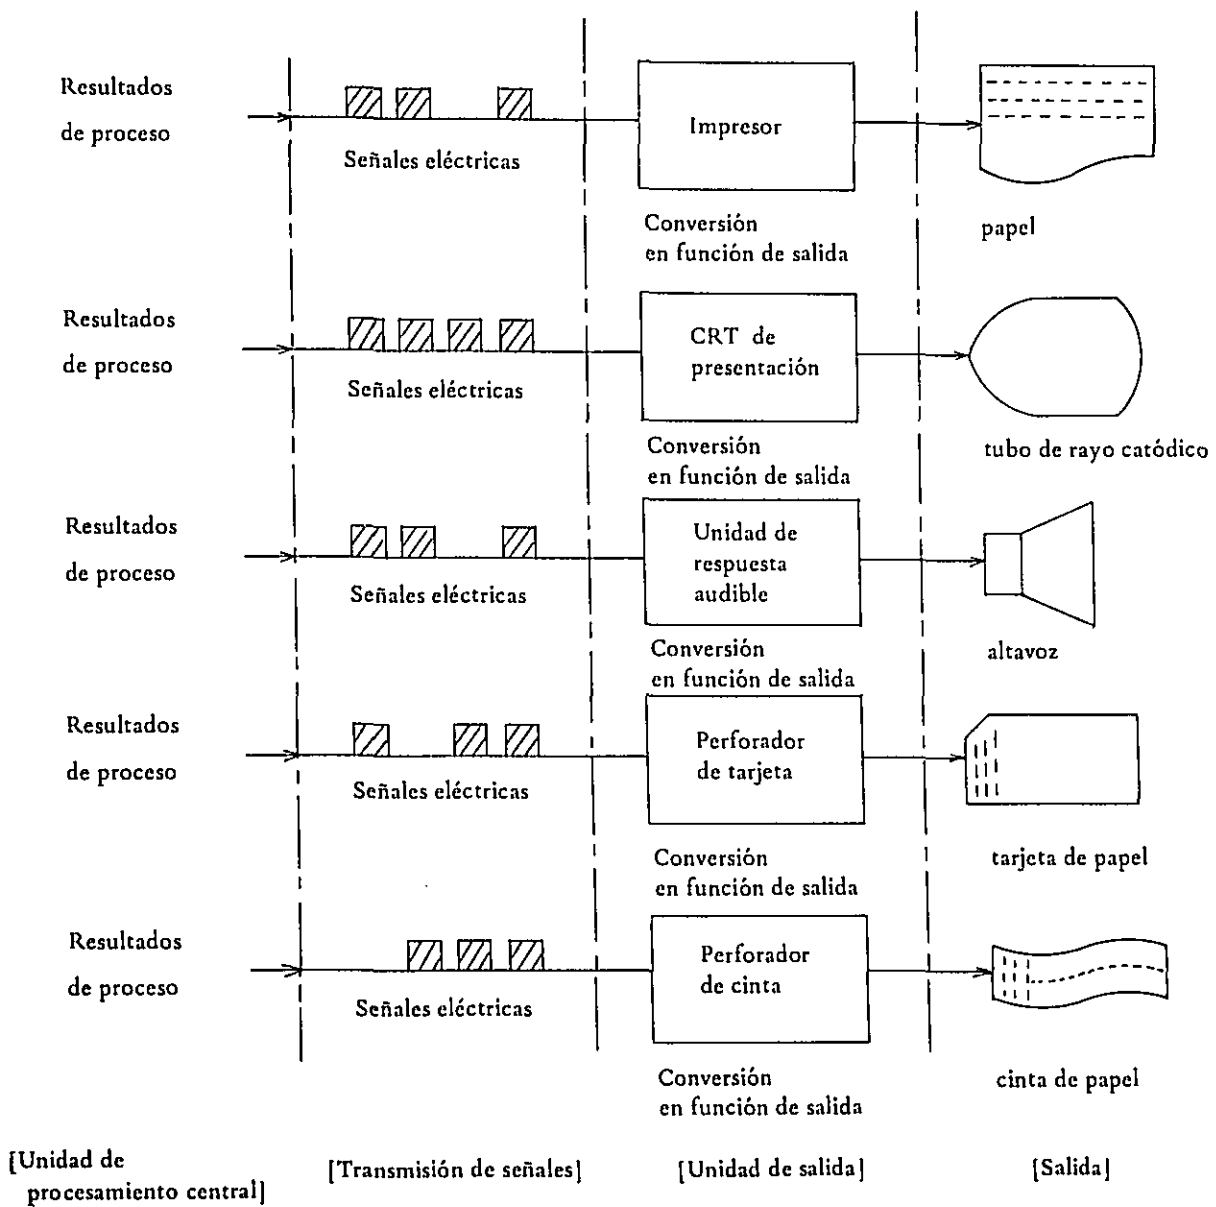 Resultados
de proceso
Señales eléctricas
Impresor
Conversión
en función de salida
papel
Resultados
de proceso
Señales eléctricas
CRT de
presentación
Conversión
en función de salida
tubo de rayo catódico
Resultados
de proceso
Señales eléctricas
Unidad de
respuesta
audible
Conversión
en función de salida
altavoz
Resultados
de proceso
Señales eléctricas
Perforador
de tarjeta
Conversión
en función de salida
tarjeta de papel
Resultados
de proceso
Señales eléctricas
Perforador
de cinta
Conversión
en función de salida
cinta de papel
[Unidad de
procesamiento central]
[Transmisión de señales]
[Unidad de salida]
[Salida]